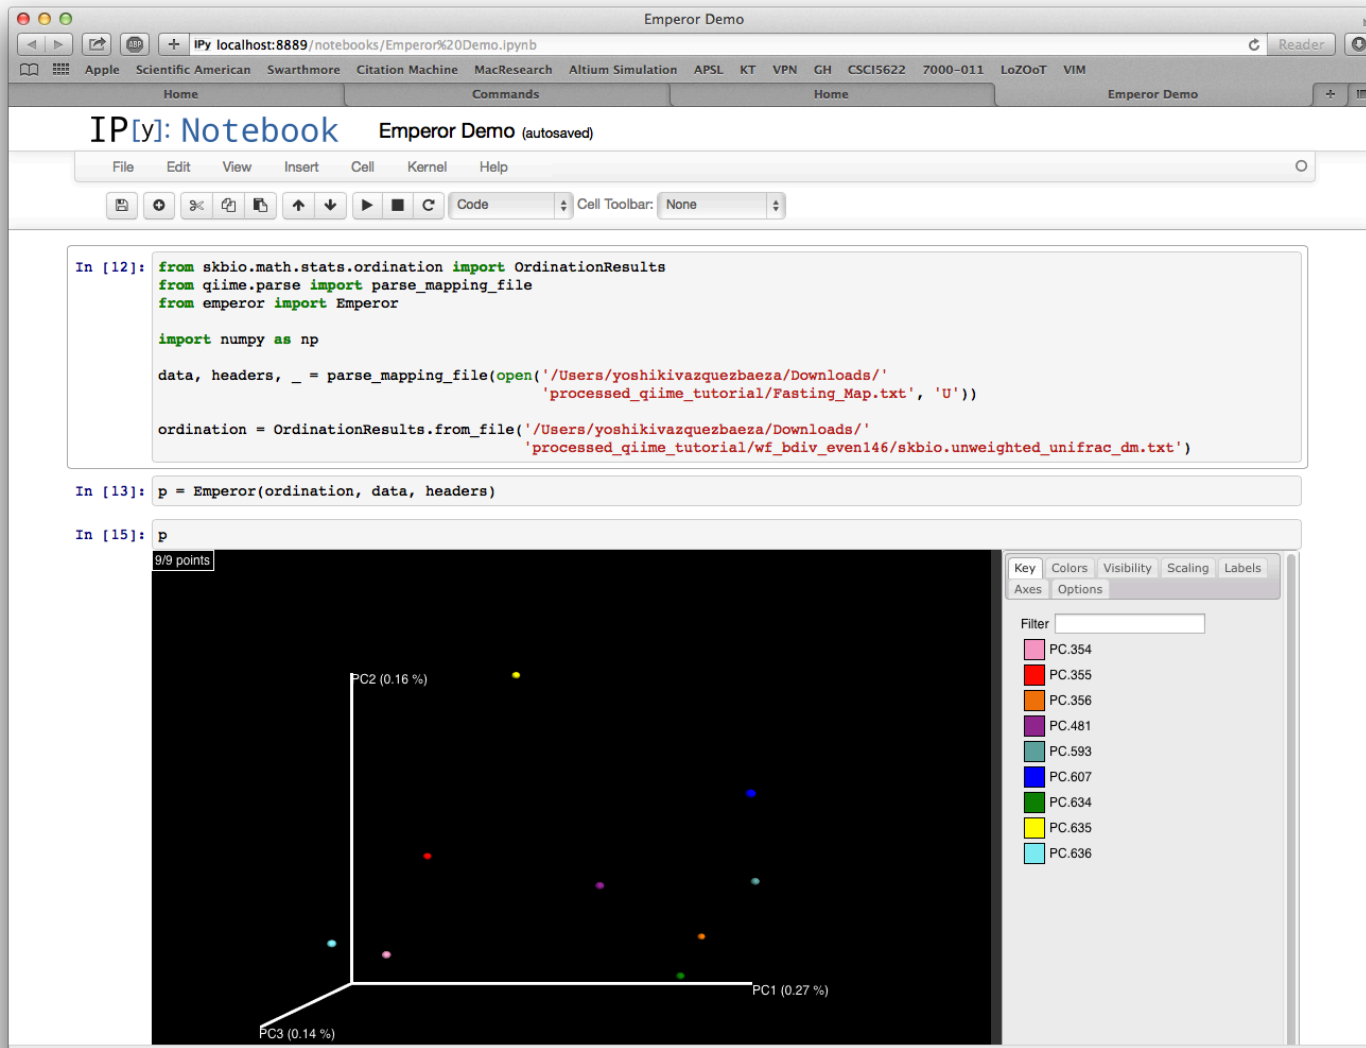 Emperor Demo
ABP
IPy localhost:8889/notebooks/Emperor%20Demo.ipynb
Reader
Apple Scientific American Swarthmore Citation Machine MacResearch Altium Simulation APSL KT VPN GH CSCI5622 7000-011 LoZOoT VIM
Home Commands Home Emperor Demo
IP[y]: Notebook Emperor Demo (autosaved)
File Edit View Insert Cell Kernel Help
Code Cell Toolbar: None
In [12]: from skbio.math.stats.ordination import OrdinationResults
from qiime.parse import parse_mapping_file
from emperor import Emperor
import numpy as np
data, headers, _ = parse_mapping_file(open('/Users/yoshikivazquezbaeza/Downloads/'
'processed_qiime_tutorial/Fasting_Map.txt', 'U'))
ordination = OrdinationResults.from_file('/Users/yoshikivazquezbaeza/Downloads/'
'processed_qiime_tutorial/wf_bdiv_even146/skbio.unweighted_unifrac_dm.txt')
In [13]: p = Emperor(ordination, data, headers)
In [15]: p
9/9 points
Key Colors Visibility Scaling Labels
Axes Options
Filter
PC.354
PC.355
PC.356
PC.481
PC.593
PC.607
PC.634
PC.635
PC.636
PC2 (0.16 %)
PC1 (0.27 %)
PC3 (0.14 %)